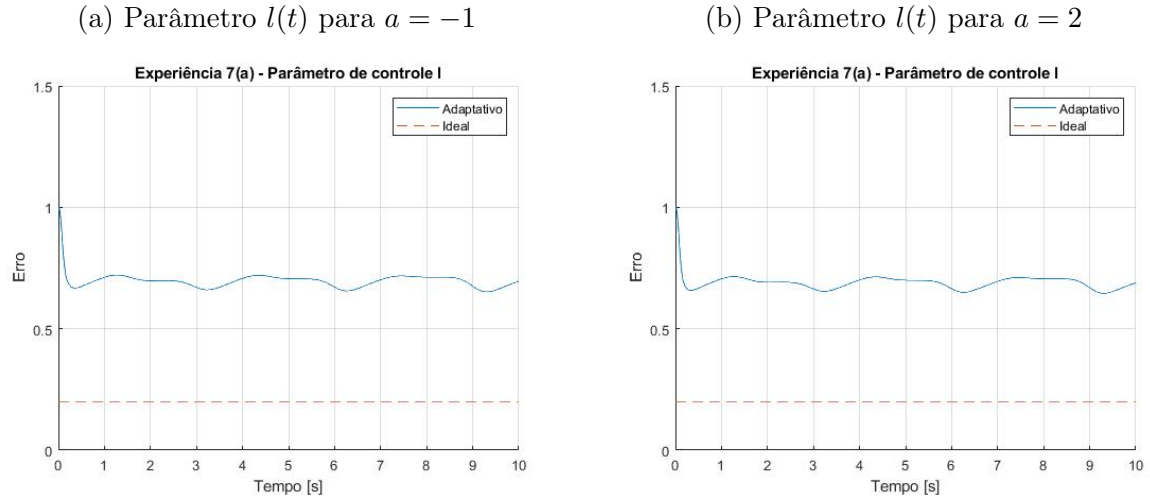 (a) Parâmetro l(t) para a = −1
(b) Parâmetro l(t) para a = 2
Experiência 7(a) - Parâmetro de controle l
1.5
1
0.5
0
Erro
Adaptativo
Ideal
0 1 2 3 4 5 6 7 8 9 10
Tempo [s]
Experiência 7(a) - Parâmetro de controle l
1.5
1
0.5
0
Erro
Adaptativo
Ideal
0 1 2 3 4 5 6 7 8 9 10
Tempo [s]